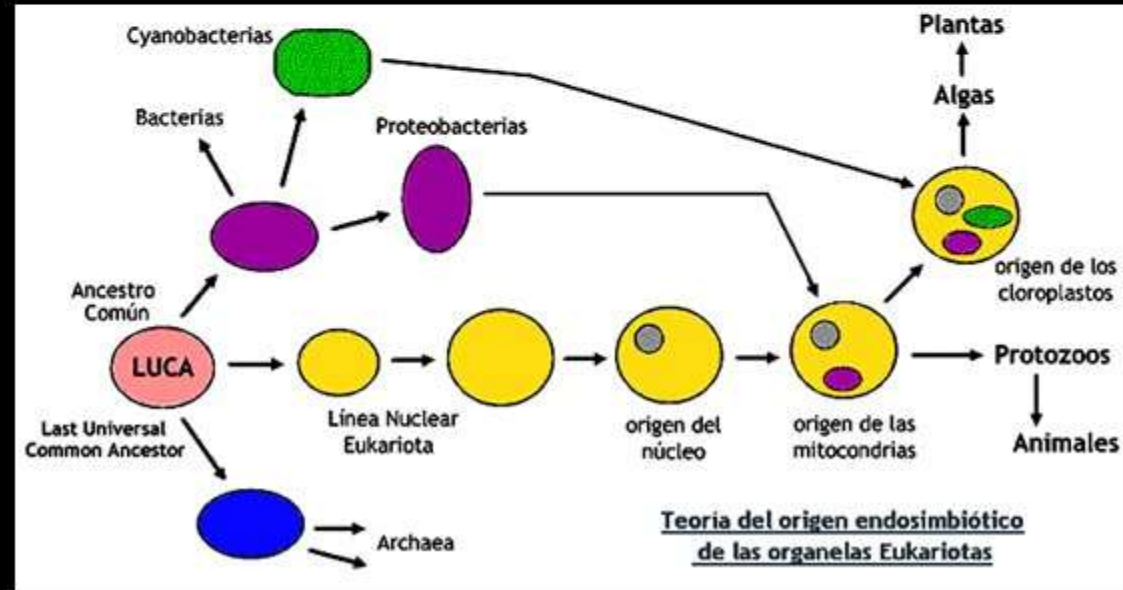 Cyanobacterias
Plantas
Algas
Bacterias
Proteobacterias
origen de los
cloroplastos
Ancestro
Común
LUCA
Last Universal
Common Ancestor
Línea Nuclear
Eukariota
origen del
núcleo
origen de las
mitocondrias
Protozoos
Animales
Archaea
Teoría del origen endosimbiótico
de las organelas Eukariotas